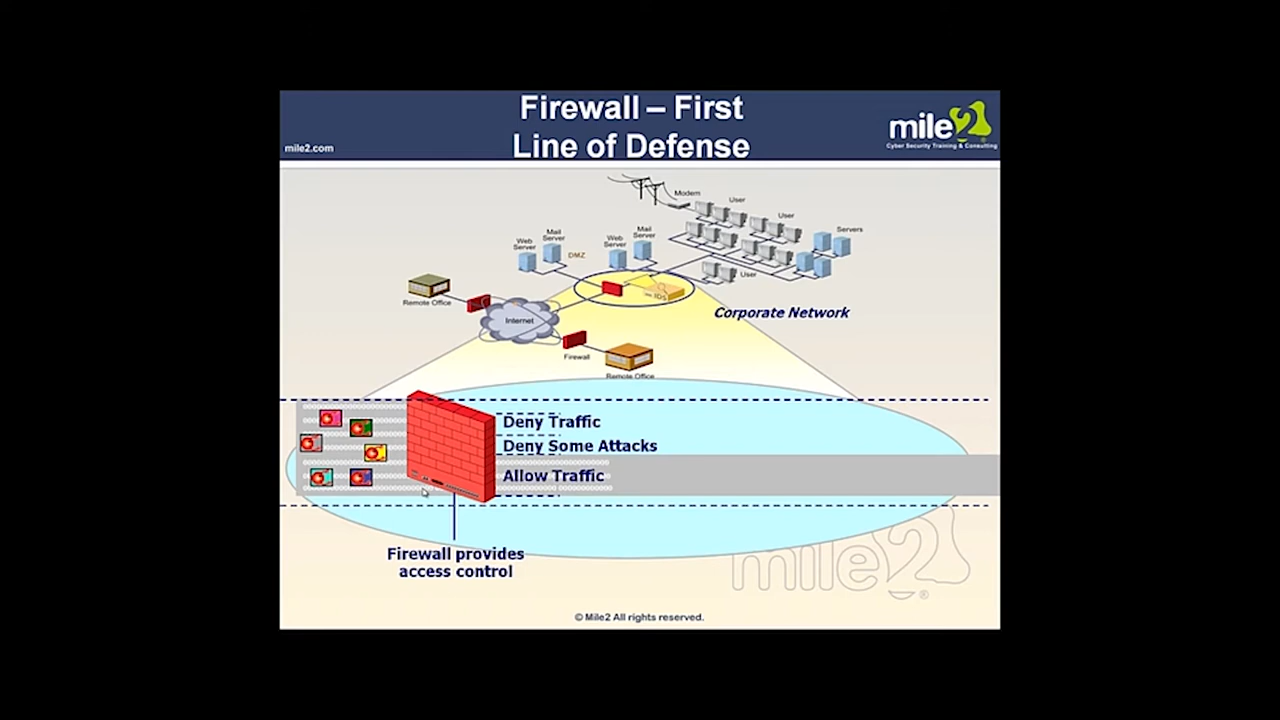 Firewall – First
Line of Defense
mile2.com
mile2
Cyber Security Training & Consulting
Modem
User
User
Servers
Mail
Server
Web
Server
DMZ
Mail
Server
Web
Server
User
IDS
Remote Office
Internet
Corporate Network
Firewall
Remote Office
Deny Traffic
Deny Some Attacks
Allow Traffic
Firewall provides
access control
mile2®
© Mile2 All rights reserved.